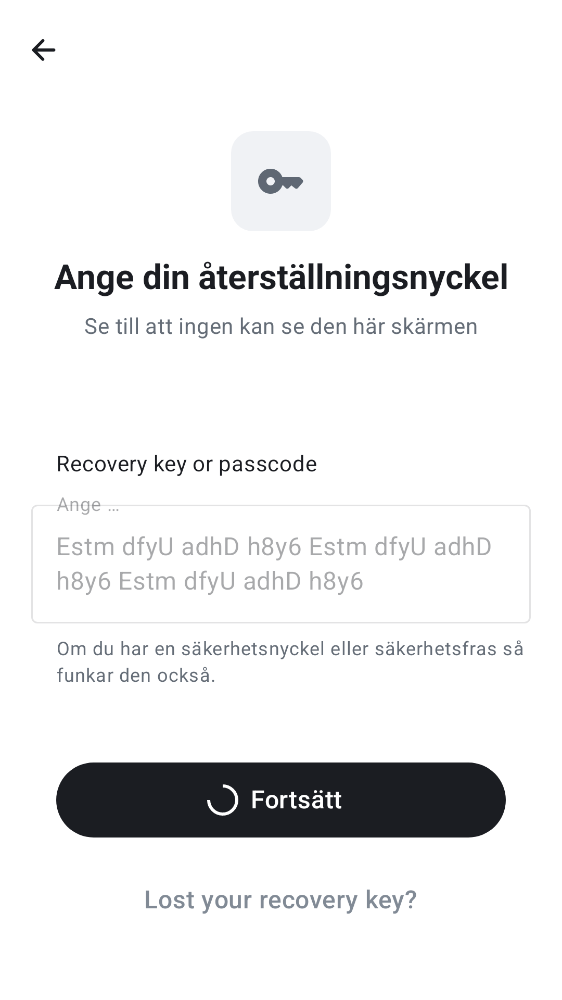 Ange din återställningsnyckel
Se till att ingen kan se den här skärmen
Recovery key or passcode
Ange …
Estm dfyU adhD h8y6 Estm dfyU adhD
h8y6 Estm dfyU adhD h8y6
Om du har en säkerhetsnyckel eller säkerhetsfras så
funkar den också.
Fortsätt
Lost your recovery key?